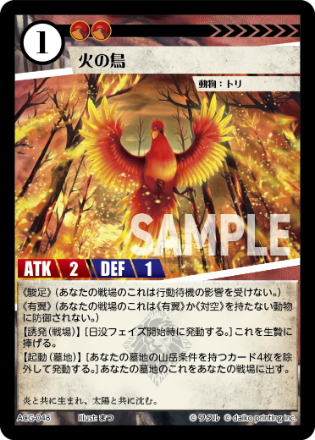 1
火の鳥
動物：トリ
SAMPLE
ATK 2 DEF 1
《駿足》（あなたの戦場のこれは行動待機の影響を受けない。）
《有翼》（あなたの戦場のこれは《有翼》か《対空》を持たない動物
に防御されない。）
【誘発（戦場）】［日没フェイズ開始時に発動する。］これを生贄に
捧げる。
【起動（墓地）】［あなたの墓地の山岳条件を持つカード4枚を除
外して発動する。］あなたの墓地のこれをあなたの戦場に出す。
炎と共に生まれ、太陽と共に沈む。
AOG-048 Illust: まつ © ワタル © daiko printing inc.